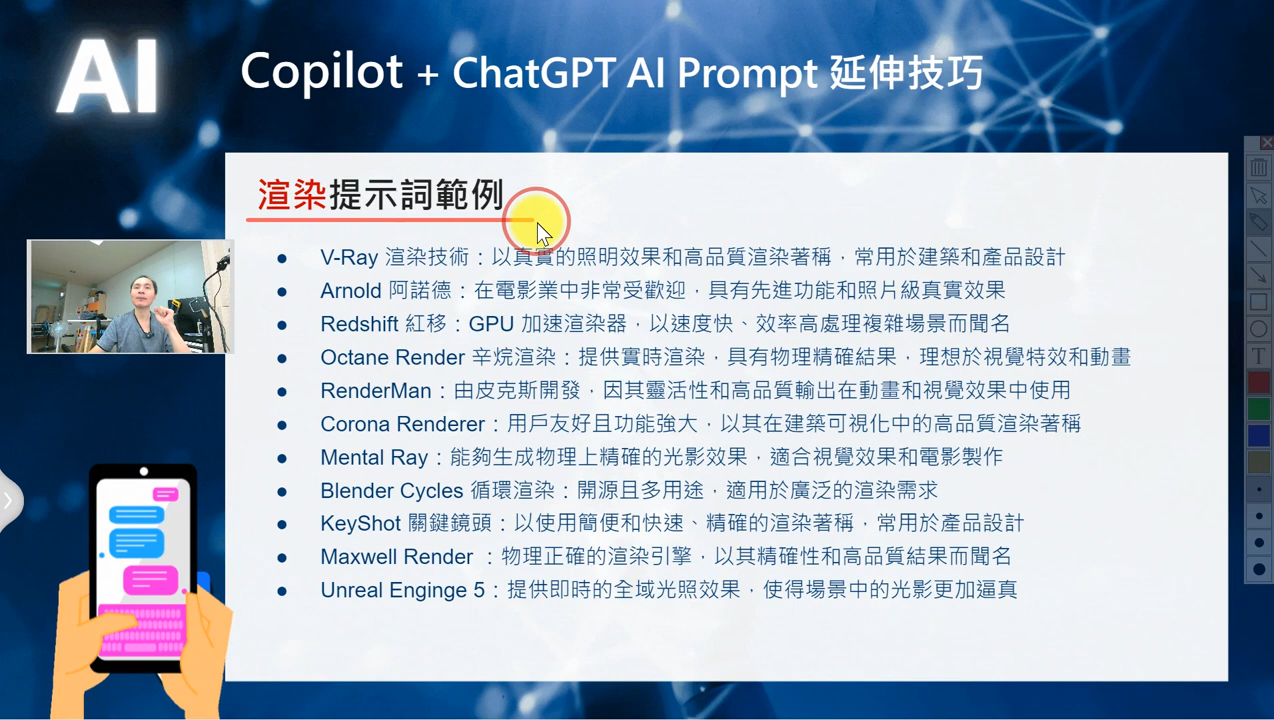 AI
Copilot + ChatGPT AI Prompt 延伸技巧
渲染提示詞範例
● V-Ray 渲染技術：以真實的照明效果和高品質渲染著稱，常用於建築和產品設計
● Arnold 阿諾德：在電影業中非常受歡迎，具有先進功能和照片級真實效果
● Redshift 紅移：GPU 加速渲染器，以速度快、效率高處理複雜場景而聞名
● Octane Render 辛烷渲染：提供實時渲染，具有物理精確結果，理想於視覺特效和動畫
● RenderMan：由皮克斯開發，因其靈活性和高品質輸出在動畫和視覺效果中使用
● Corona Renderer：用戶友好且功能強大，以其在建築可視化中的高品質渲染著稱
● Mental Ray：能夠生成物理上精確的光影效果，適合視覺效果和電影製作
● Blender Cycles 循環渲染：開源且多用途，適用於廣泛的渲染需求
● KeyShot 關鍵鏡頭：以使用簡便和快速、精確的渲染著稱，常用於產品設計
● Maxwell Render ：物理正確的渲染引擎，以其精確性和高品質結果而聞名
● Unreal Enginge 5：提供即時的全域光照效果，使得場景中的光影更加逼真
T